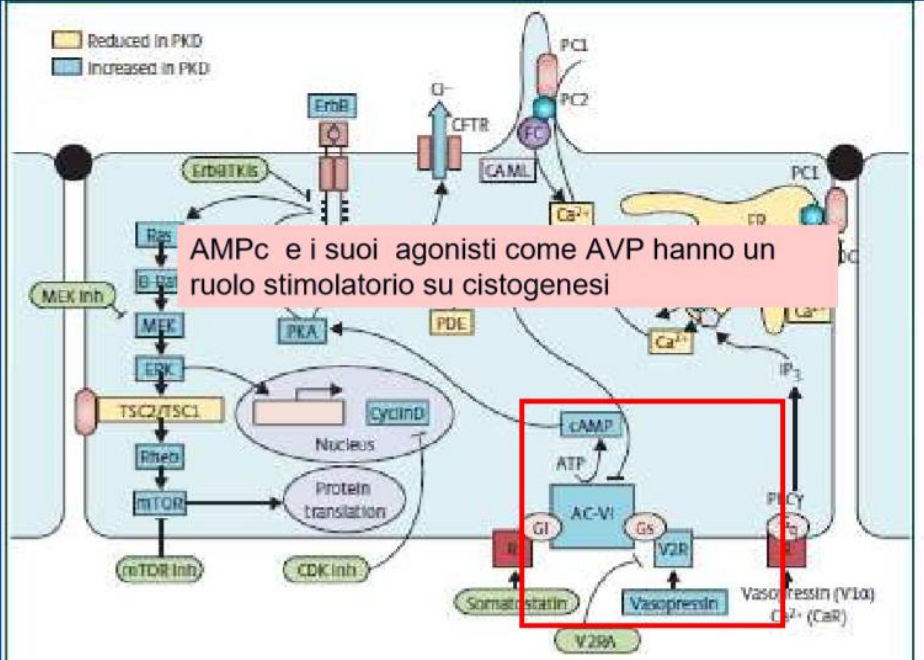 Reduced in PKD
Increased in PKD
PC1
PC2
FC
CAML
Ca²⁺
Cl–
CFTR
ErbB
ErbBTKIs
PC1
ER
Ras
AMPc e i suoi agonisti come AVP hanno un
ruolo stimolatorio su cistogenesi
B-Raf
MEK inh
MEK
PKA
PDE
Ca²⁺
Ca²⁺
ERK
IP₃
TSC2/TSC1
CyclinD
Nucleus
cAMP
ATP
Rheb
mTOR
Protein
translation
AC-VI
Gi
Gs
R
V2R
PLCγ
R
mTOR inh
CDK inh
Somatostatin
Vasopressin
Vasopressin (V1α)
Ca²⁺ (CaR)
V2RA